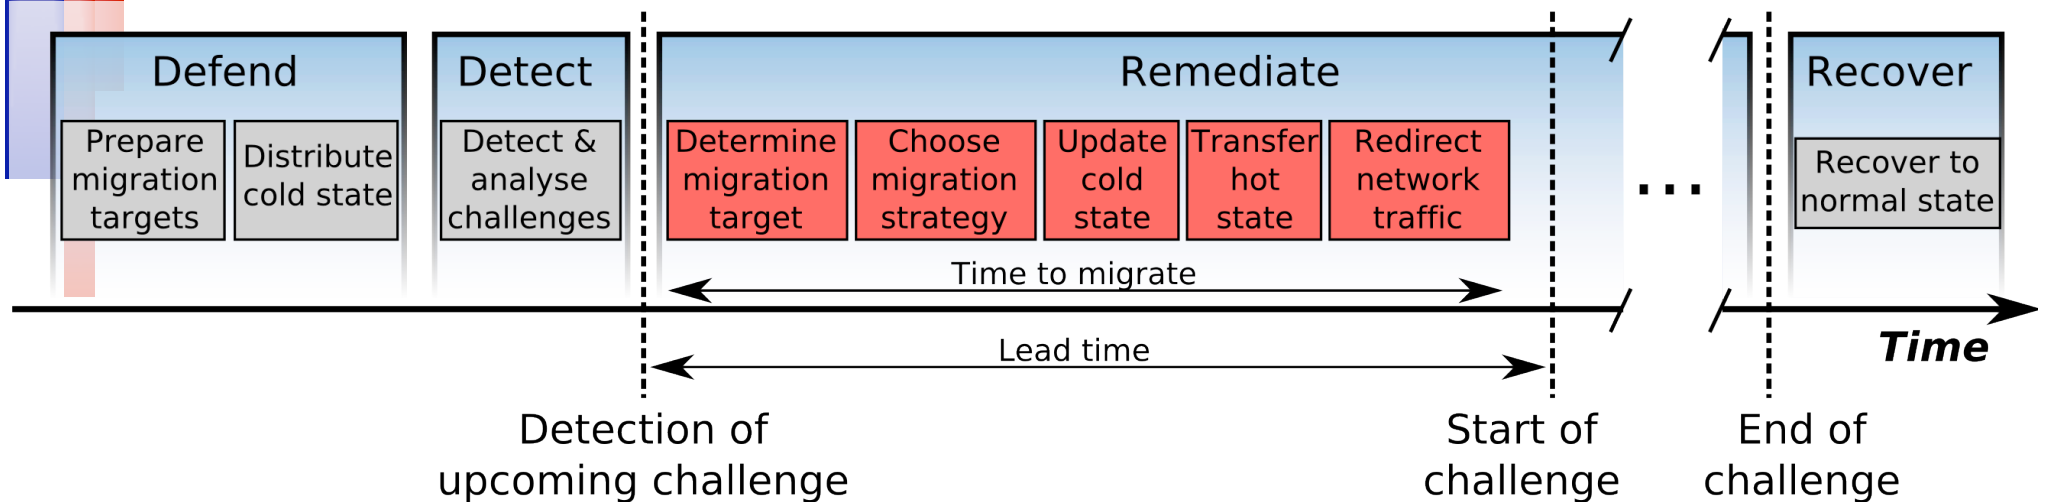 Defend
Prepare
migration
targets
Distribute
cold state
Detect
Detect &
analyse
challenges
Remediate
Determine
migration
target
Choose
migration
strategy
Update
cold
state
Transfer
hot
state
Redirect
network
traffic
...
Recover
Recover to
normal state
Time to migrate
Time
Lead time
Detection of
upcoming challenge
Start of
challenge
End of
challenge